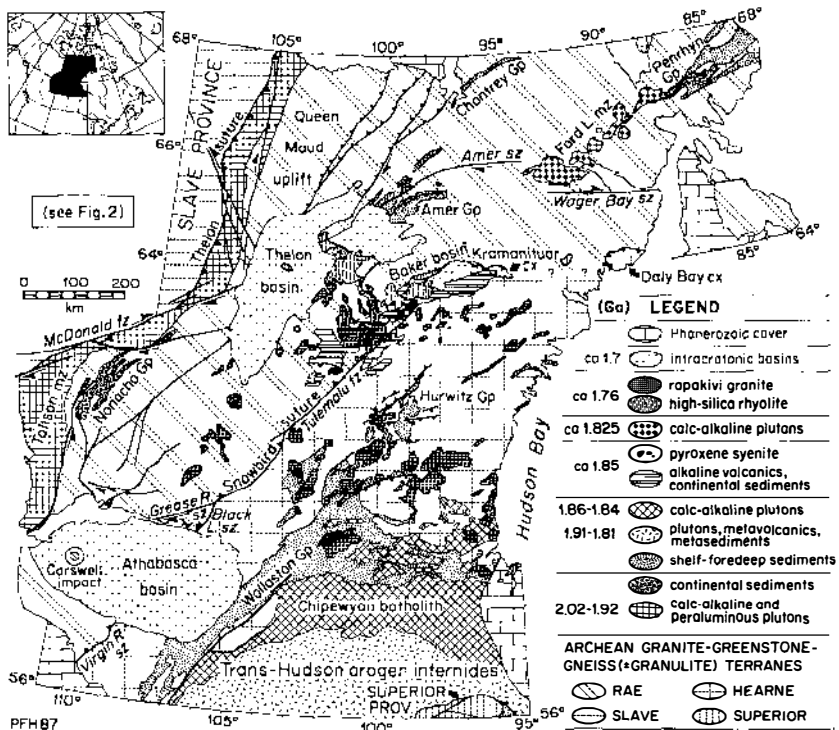 105°
100°
95°
85°
68°
68°
Penrhyn Gp
Chantrey Gp
Ford L. mz
SLAVE PROVINCE
suture
Queen Maud uplift
66°
Amer sz
(see Fig. 2)
Amer Gp
Wager Bay sz
64°
85°
Thelon
64°
Thelon basin
Baker basin
Kramanituar cx
? ?
Daly Bay cx
0 100 200
km
McDonald fz
Taltson mz
Nonacho Gp
Snowbird suture
Tulemalu fz
Hurwitz Gp
Hudson Bay
Grease R. sz
Black L. sz
Carswell impact
Athabasca basin
Wollaston Gp
Chipewyan batholith
Virgin R. sz
Trans-Hudson orogen internides
SUPERIOR PROV.
56°
110°
105°
100°
95°
56°
PFH87
(Ga) LEGEND
Phanerozoic cover
ca 1.7 intracratonic basins
ca 1.76 rapakivi granite
high-silica rhyolite
ca 1.825 calc-alkaline plutons
ca 1.85 pyroxene syenite
alkaline volcanics, continental sediments
1.86-1.84 calc-alkaline plutons
1.91-1.81 plutons, metavolcanics, metasediments
shelf-foredeep sediments
continental sediments
2.02-1.92 calc-alkaline and peraluminous plutons
ARCHEAN GRANITE-GREENSTONE-
GNEISS (±GRANULITE) TERRANES
RAE HEARNE
SLAVE SUPERIOR